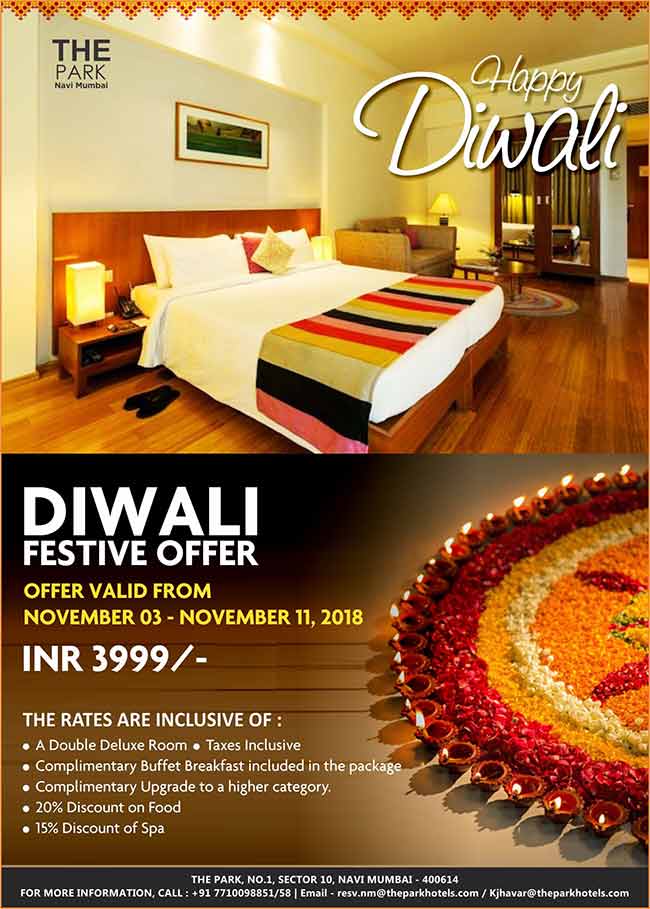 THE
PARK
Navi Mumbai
Happy
Diwali
DIWALI
FESTIVE OFFER
OFFER VALID FROM
NOVEMBER 03 - NOVEMBER 11, 2018
INR 3999/-
THE RATES ARE INCLUSIVE OF :
• A Double Deluxe Room • Taxes Inclusive
• Complimentary Buffet Breakfast included in the package
• Complimentary Upgrade to a higher category.
• 20% Discount on Food
• 15% Discount of Spa
THE PARK, NO.1, SECTOR 10, NAVI MUMBAI - 400614
FOR MORE INFORMATION, CALL : +91 7710098851/58 | Email - resv.nm@theparkhotels.com / Kjhavar@theparkhotels.com